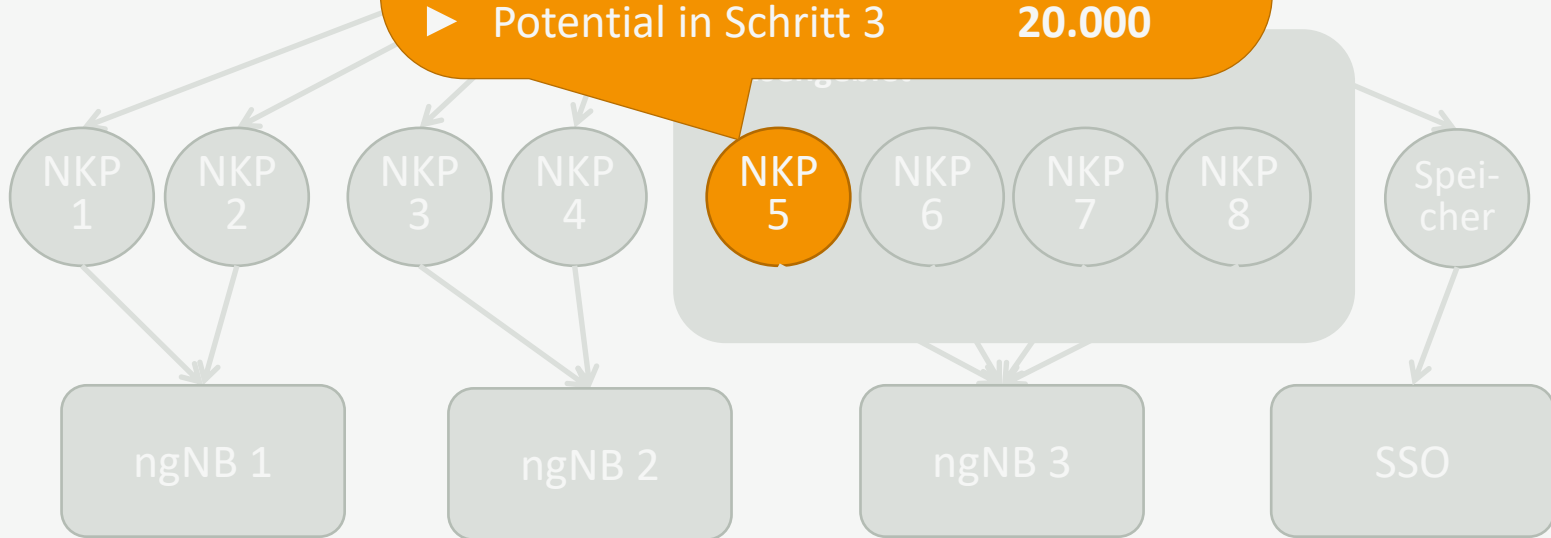 ► Potential in Schritt 3 20.000
NKP
1
NKP
2
NKP
3
NKP
4
NKP
5
NKP
6
NKP
7
NKP
8
Spei-
cher
ngNB 1
ngNB 2
ngNB 3
SSO